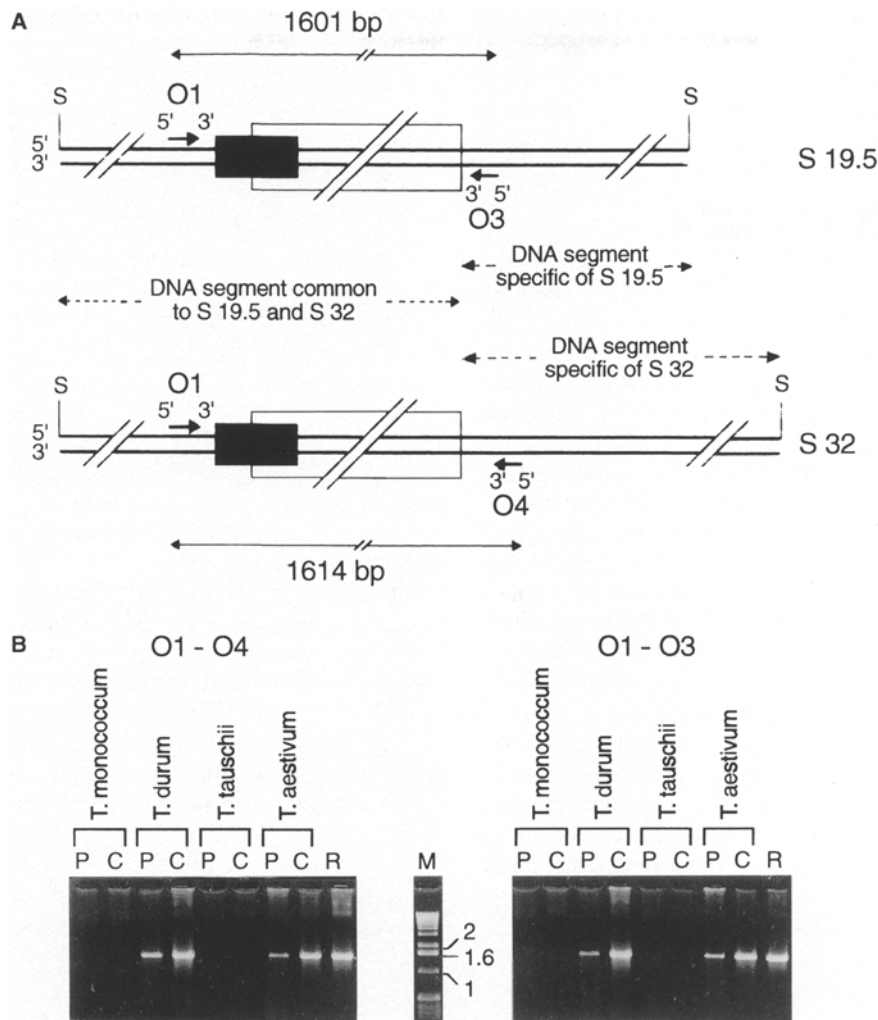 A
1601 bp
S
O1
5' 3'
S
5'
3'
S 19.5
3' 5'
O3
DNA segment
specific of S 19.5
DNA segment common
to S 19.5 and S 32
DNA segment
specific of S 32
S
O1
5' 3'
S
5'
3'
S 32
3' 5'
O4
1614 bp
B
O1 - O4
O1 - O3
T. monococcum
T. durum
T. tauschii
T. aestivum
T. monococcum
T. durum
T. tauschii
T. aestivum
P C P C P C P C R
M
P C P C P C P C R
2
1.6
1